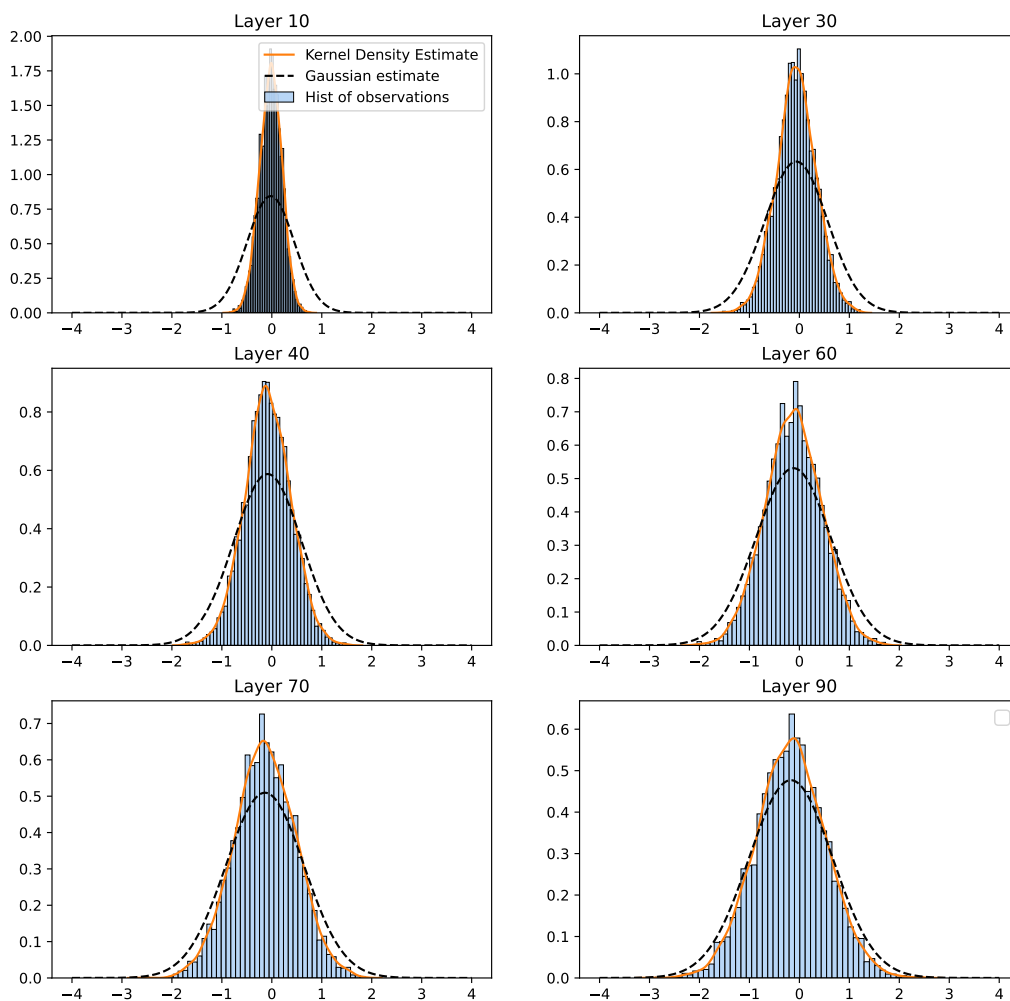 Layer 10
2.00
1.75
1.50
1.25
1.00
0.75
0.50
0.25
0.00
−4 −3 −2 −1 0 1 2 3 4
Kernel Density Estimate
Gaussian estimate
Hist of observations
Layer 30
1.0
0.8
0.6
0.4
0.2
0.0
−4 −3 −2 −1 0 1 2 3 4
Layer 40
0.8
0.6
0.4
0.2
0.0
−4 −3 −2 −1 0 1 2 3 4
Layer 60
0.8
0.7
0.6
0.5
0.4
0.3
0.2
0.1
0.0
−4 −3 −2 −1 0 1 2 3 4
Layer 70
0.7
0.6
0.5
0.4
0.3
0.2
0.1
0.0
−4 −3 −2 −1 0 1 2 3 4
Layer 90
0.6
0.5
0.4
0.3
0.2
0.1
0.0
−4 −3 −2 −1 0 1 2 3 4